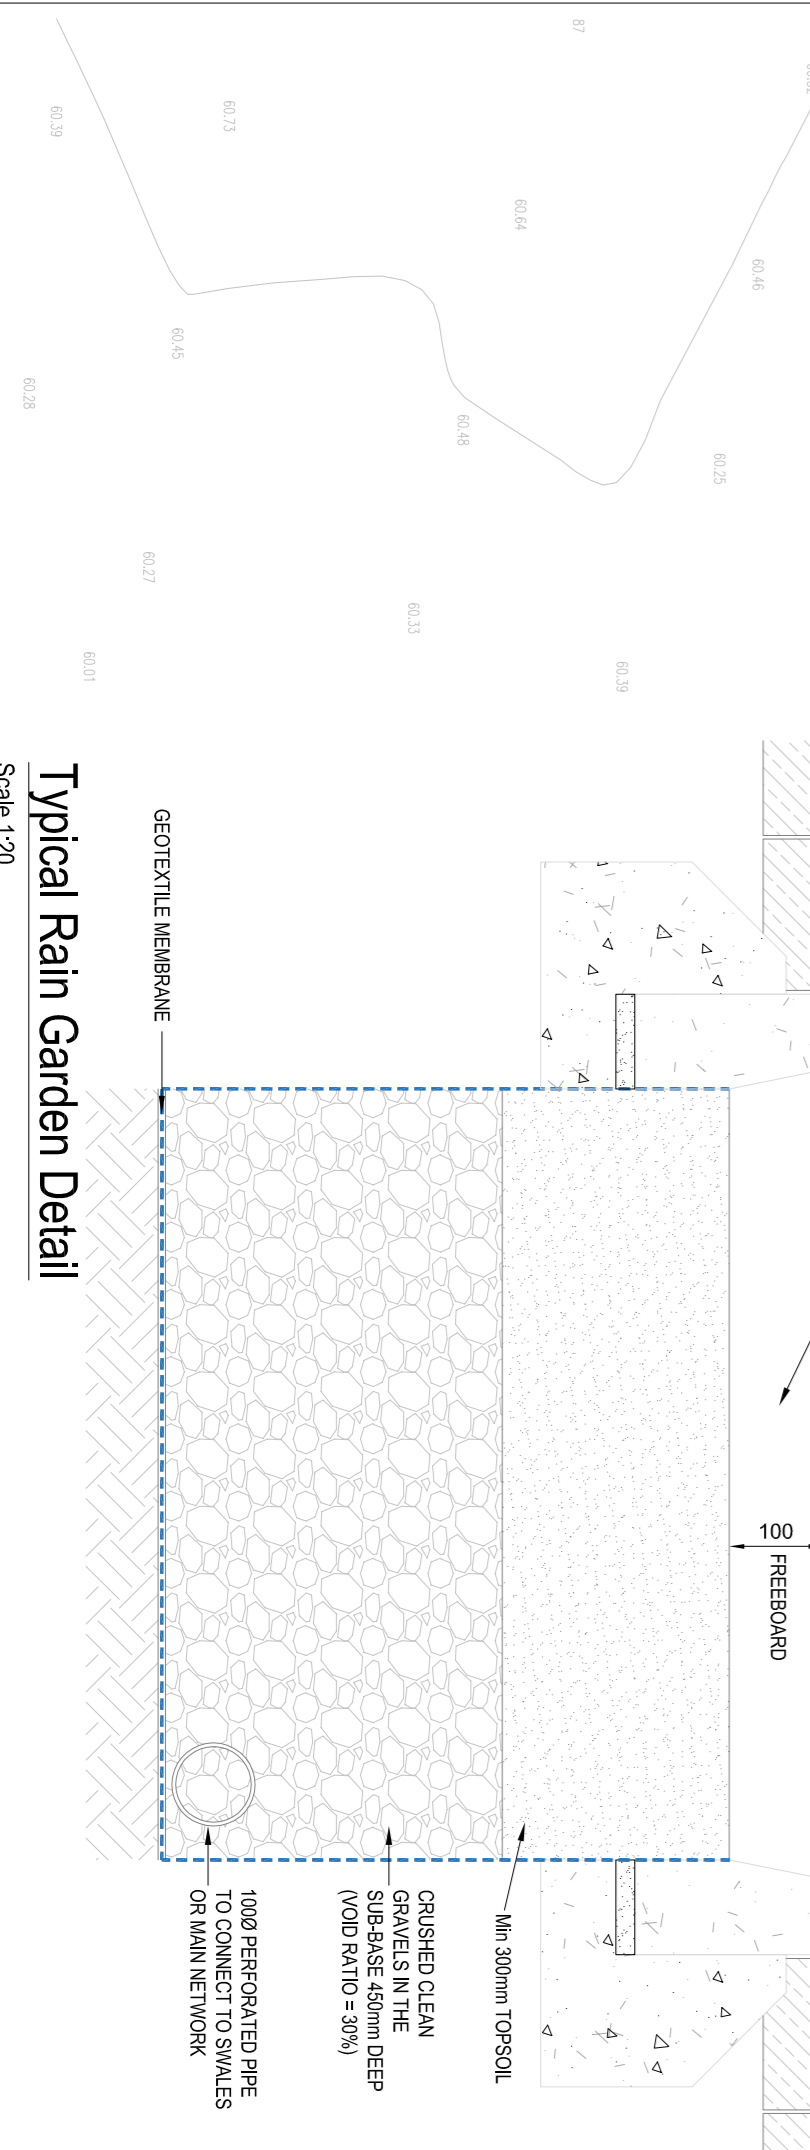 87
60.39
60.73
60.64
60.46
60.45
60.28
60.48
60.25
60.27
60.33
60.01
60.39
100
FREEBOARD
GEOTEXTILE MEMBRANE
Min 300mm TOPSOIL
CRUSHED CLEAN
GRAVELS IN THE
SUB-BASE 450mm DEEP
(VOID RATIO = 30%)
100Ø PERFORATED PIPE
TO CONNECT TO SWALES
OR MAIN NETWORK
Typical Rain Garden Detail
Scale 1:20